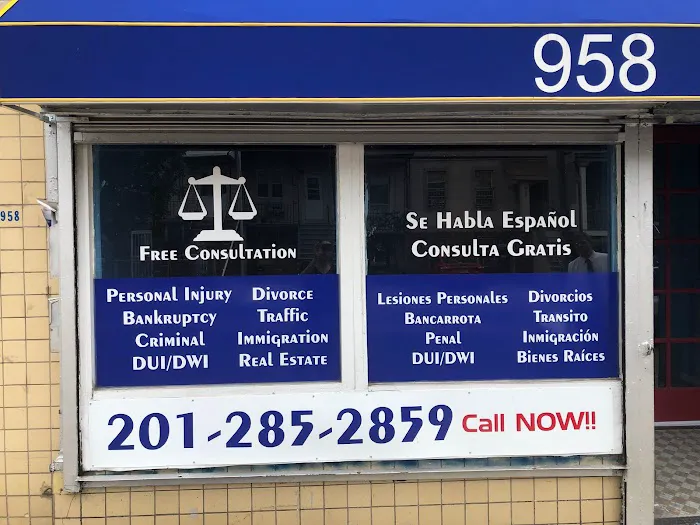 958
958
Free Consultation
Personal Injury
Bankruptcy
Criminal
DUI/DWI
Divorce
Traffic
Immigration
Real Estate
Se Habla Español
Consulta Gratis
Lesiones Personales
Bancarrota
Penal
DUI/DWI
Divorcios
Transito
Inmigración
Bienes Raíces
201-285-2859 Call NOW!!